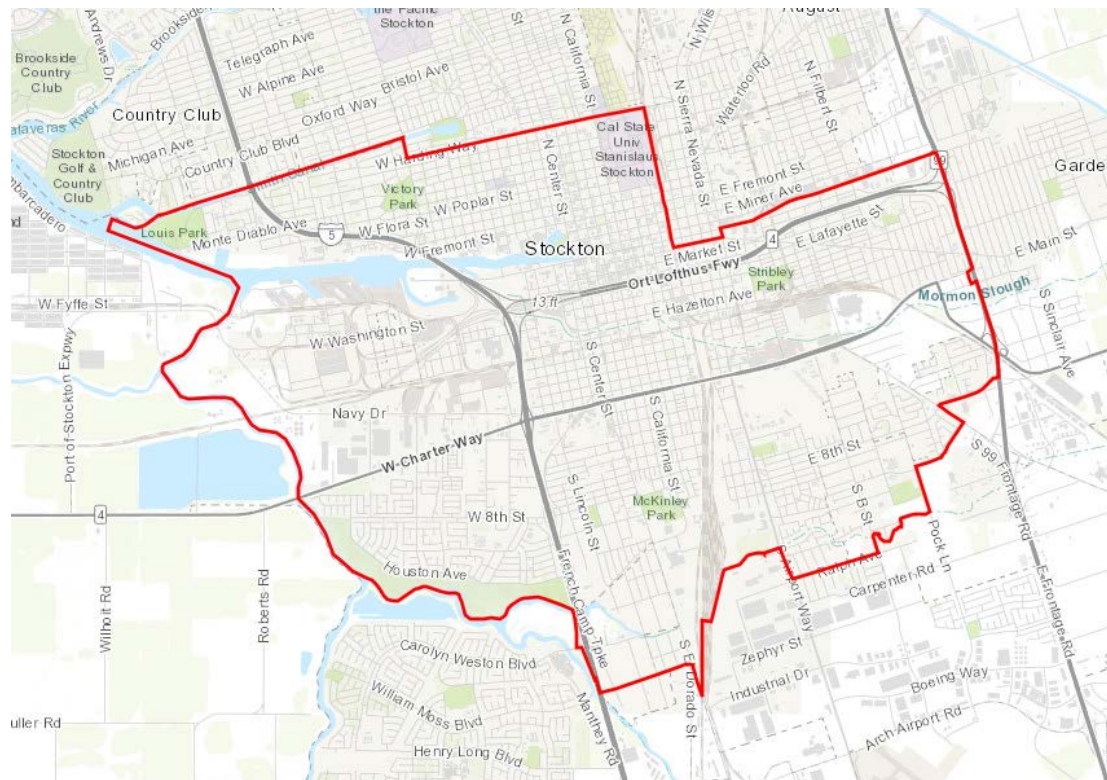 the Pacific
Stockton
August
Andrews Dr
Brookside
Brookside
Country
Club
Telegraph Ave
W Alpine Ave
Bristol Ave
N California St
N Wils
Waterloo Rd
N Filbert St
N Sierra Nevada St
Calaveras River
Country Club
Oxford Way
Michigan Ave
Country Club Blvd
Smith Canal
W Harding Way
N Center St
Cal State
Univ
Stanislaus
Stockton
99
Garde
Stockton
Golf &
Country
Club
Embarcadero
Louis Park
Monte Diablo Ave
Victory
Park
W Poplar St
W Flora St
W Fremont St
5
E Fremont St
E Miner Ave
Stockton
E Market St
4
E Lafayette St
E Main St
Ort Lofthus Fwy
Stribley
Park
13 ft
E Hazelton Ave
Mormon Slough
S Sinclair Ave
W Fyffe St
W Washington St
Port of Stockton Expwy
S Center St
S California St
Navy Dr
W Charter Way
E 8th St
S 99 Frontage Rd
4
W 8th St
S Lincoln St
McKinley
Park
S B St
Pock Ln
Houston Ave
French Camp Tpke
Ralph Ave
Carpenter Rd
S Airport Way
E Frontage Rd
Wilhoit Rd
Roberts Rd
Carolyn Weston Blvd
William Moss Blvd
Manthey Rd
S El Dorado St
Zephyr St
Industrial Dr
Boeing Way
Arch Airport Rd
uller Rd
Henry Long Blvd